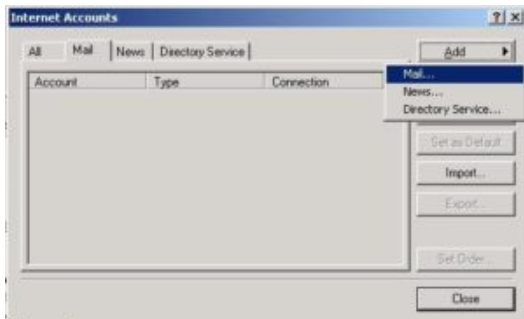 Internet Accounts
All Mail News Directory Service
Add
Mail...
News...
Directory Service...
Account Type Connection
Set as Default
Import...
Export...
Set Order...
Close